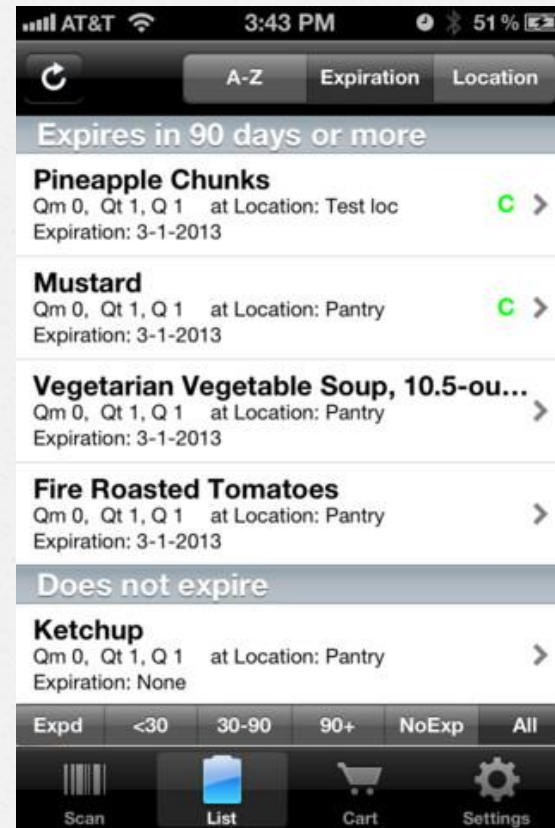 AT&T 3:43 PM 51%
A-Z Expiration Location
Expires in 90 days or more
Pineapple Chunks
Qm 0, Qt 1, Q 1 at Location: Test loc C
Expiration: 3-1-2013
Mustard
Qm 0, Qt 1, Q 1 at Location: Pantry C
Expiration: 3-1-2013
Vegetarian Vegetable Soup, 10.5-ou...
Qm 0, Qt 1, Q 1 at Location: Pantry
Expiration: 3-1-2013
Fire Roasted Tomatoes
Qm 0, Qt 1, Q 1 at Location: Pantry
Expiration: 3-1-2013
Does not expire
Ketchup
Qm 0, Qt 1, Q 1 at Location: Pantry
Expiration: None
Expd <30 30-90 90+ NoExp All
Scan List Cart Settings